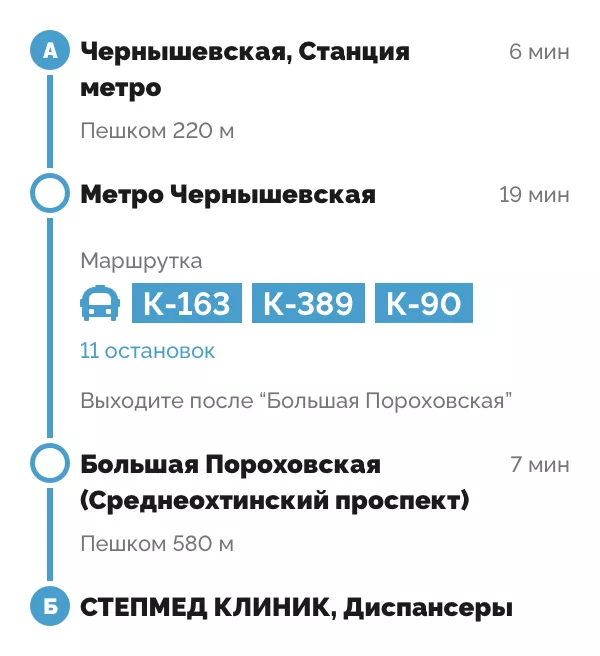 А
Чернышевская, Станция 6 мин
метро
Пешком 220 м
Метро Чернышевская 19 мин
Маршрутка
К-163 К-389 К-90
11 остановок
Выходите после “Большая Пороховская”
Большая Пороховская 7 мин
(Среднеохтинский проспект)
Пешком 580 м
Б СТЕПМЕД КЛИНИК, Диспансеры